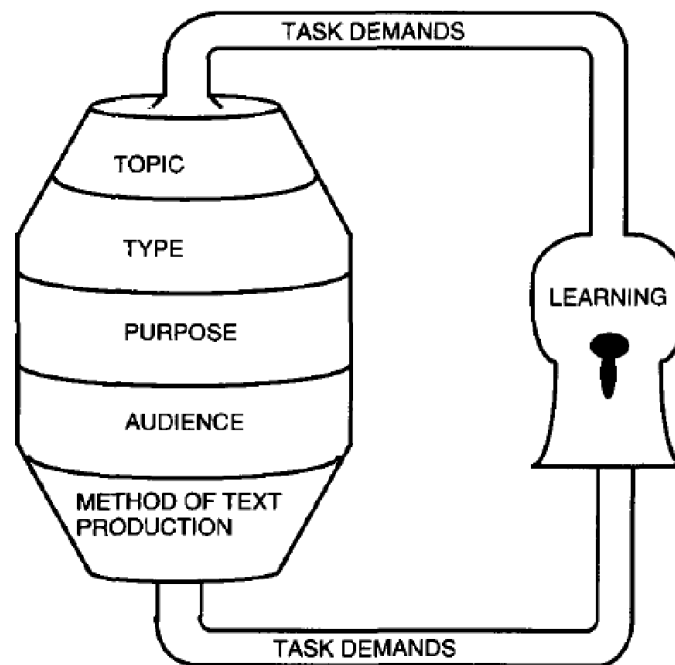 TASK DEMANDS
TOPIC
TYPE
PURPOSE
AUDIENCE
METHOD OF TEXT
PRODUCTION
LEARNING
TASK DEMANDS